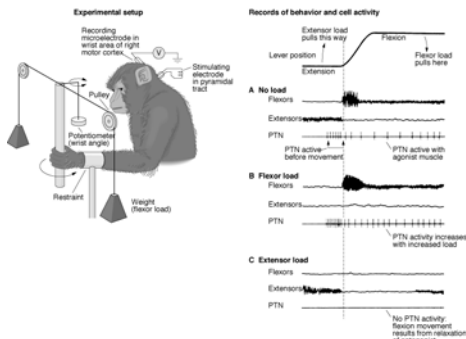 Experimental setup
Recording
microelectrode in
wrist area of right
motor cortex
V
Stimulating
electrode in
pyramidal
tract
Pulley
Potentiometer
(wrist angle)
Restraint
Weight
(flexor load)
Records of behavior and cell activity
Extensor load
pulls this way
Flexion
Lever position
Flexor load
pulls here
Extension
A No load
Flexors
Extensors
PTN
PTN active
before movement
PTN active with
agonist muscle
B Flexor load
Flexors
Extensors
PTN
PTN activity increases
with increased load
C Extensor load
Flexors
Extensors
PTN
No PTN activity:
flexion movement
results from relaxation